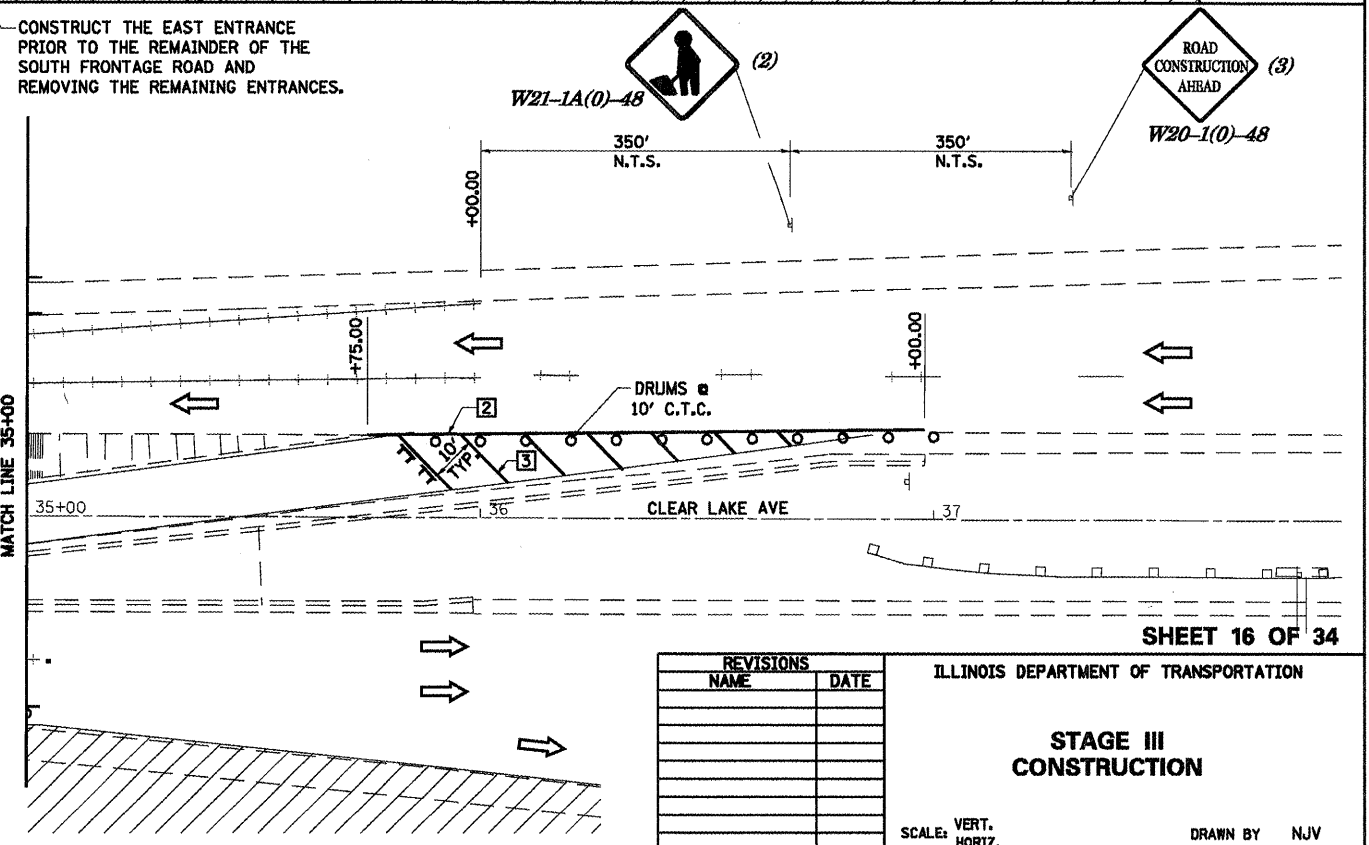 CONSTRUCT THE EAST ENTRANCE
PRIOR TO THE REMAINDER OF THE
SOUTH FRONTAGE ROAD AND
REMOVING THE REMAINING ENTRANCES.
(2)
W21-1A(0)-48
ROAD
CONSTRUCTION
AHEAD
(3)
W20-1(0)-48
350'
N.T.S.
350'
N.T.S.
+00.00
+75.00
+00.00
DRUMS @
10' C.T.C.
2
10'
TYP.
3
MATCH LINE 35+00
35+00
36
CLEAR LAKE AVE
37
SHEET 16 OF 34
REVISIONS
NAME
DATE
ILLINOIS DEPARTMENT OF TRANSPORTATION
STAGE III
CONSTRUCTION
SCALE: VERT.
HORIZ.
DRAWN BY NJV